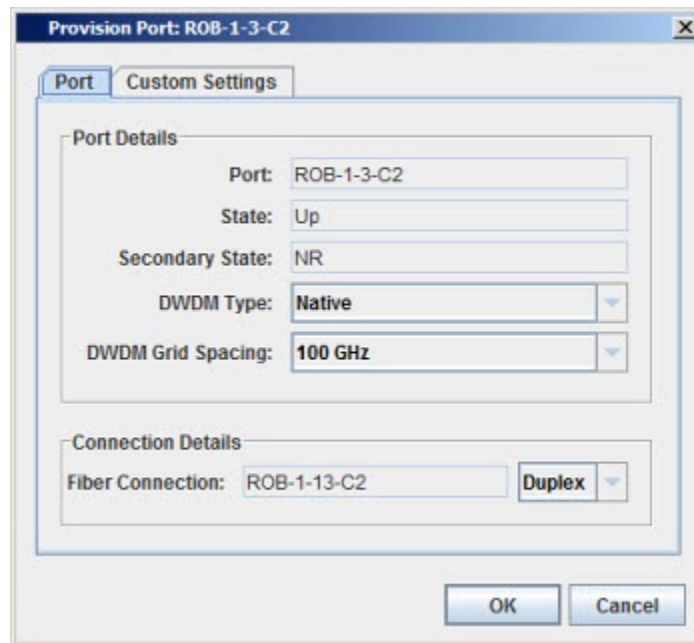 Provision Port: ROB-1-3-C2
Port Custom Settings
Port Details
Port: ROB-1-3-C2
State: Up
Secondary State: NR
DWDM Type: Native
DWDM Grid Spacing: 100 GHz
Connection Details
Fiber Connection: ROB-1-13-C2 Duplex
OK Cancel